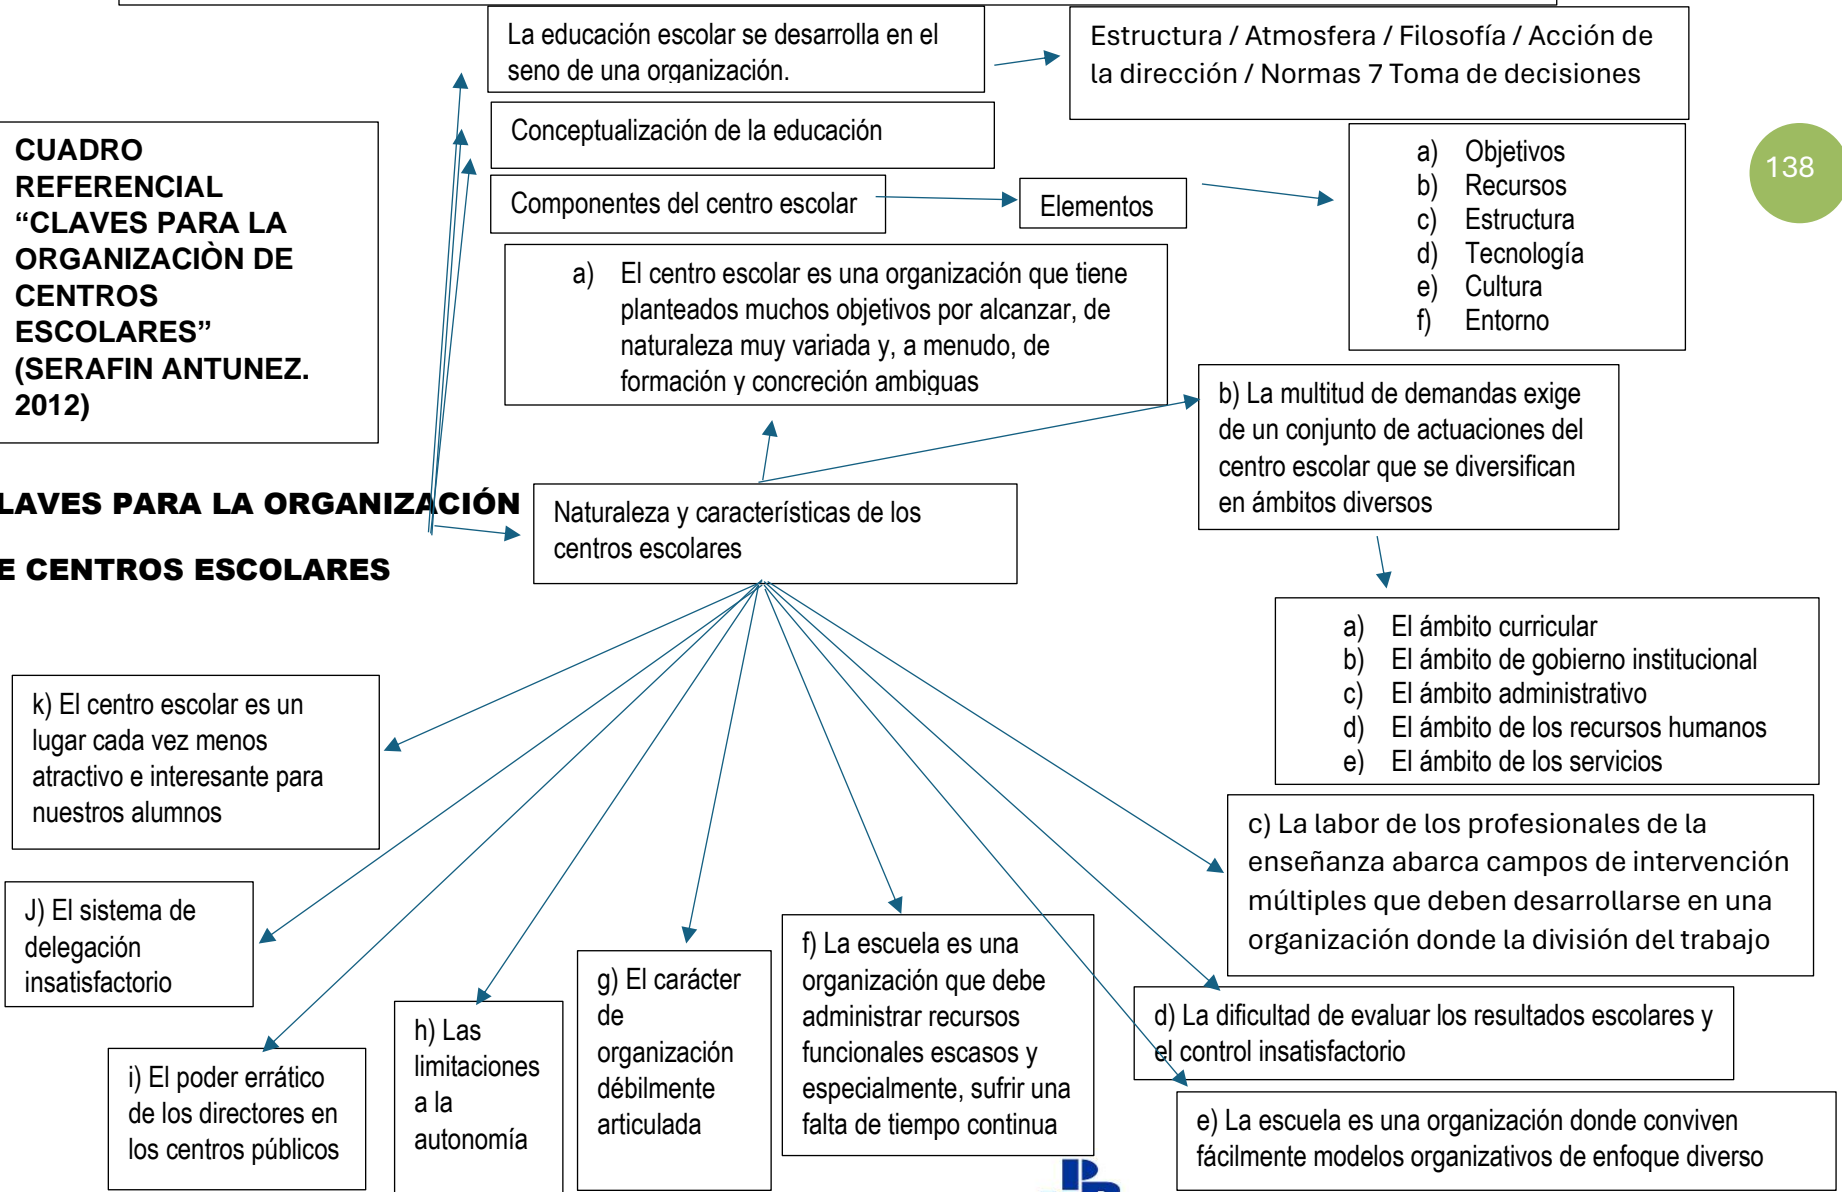 La educación escolar se desarrolla en el
seno de una organización.
Estructura / Atmosfera / Filosofía / Acción de
la dirección / Normas 7 Toma de decisiones
Conceptualización de la educación
Componentes del centro escolar
Elementos
a) Objetivos
b) Recursos
c) Estructura
d) Tecnología
e) Cultura
f) Entorno
138
CUADRO
REFERENCIAL
“CLAVES PARA LA
ORGANIZACIÒN DE
CENTROS
ESCOLARES”
(SERAFIN ANTUNEZ.
2012)
a) El centro escolar es una organización que tiene
planteados muchos objetivos por alcanzar, de
naturaleza muy variada y, a menudo, de
formación y concreción ambiguas
b) La multitud de demandas exige
de un conjunto de actuaciones del
centro escolar que se diversifican
en ámbitos diversos
LAVES PARA LA ORGANIZACIÓN
E CENTROS ESCOLARES
Naturaleza y características de los
centros escolares
a) El ámbito curricular
b) El ámbito de gobierno institucional
c) El ámbito administrativo
d) El ámbito de los recursos humanos
e) El ámbito de los servicios
k) El centro escolar es un
lugar cada vez menos
atractivo e interesante para
nuestros alumnos
c) La labor de los profesionales de la
enseñanza abarca campos de intervención
múltiples que deben desarrollarse en una
organización donde la división del trabajo
J) El sistema de
delegación
insatisfactorio
i) El poder errático
de los directores en
los centros públicos
h) Las
limitaciones
a la
autonomía
g) El carácter
de
organización
débilmente
articulada
f) La escuela es una
organización que debe
administrar recursos
funcionales escasos y
especialmente, sufrir una
falta de tiempo continua
d) La dificultad de evaluar los resultados escolares y
el control insatisfactorio
e) La escuela es una organización donde conviven
fácilmente modelos organizativos de enfoque diverso